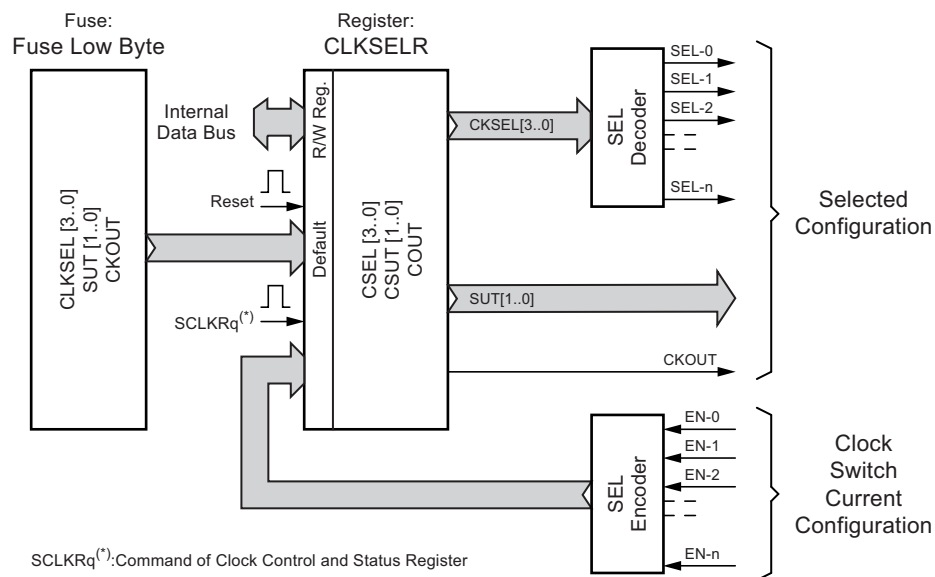 Fuse:
Fuse Low Byte
Register:
CLKSELR
CLKSEL [3..0]
SUT [1..0]
CKOUT
Internal
Data Bus
Reset
SCLKRq(*)
R/W Reg.
Default
CSEL [3..0]
CSUT [1..0]
COUT
CKSEL[3..0]
SUT[1..0]
CKOUT
SEL
Decoder
SEL-0
SEL-1
SEL-2
SEL-n
Selected
Configuration
SEL
Encoder
EN-0
EN-1
EN-2
EN-n
Clock
Switch
Current
Configuration
SCLKRq(*):Command of Clock Control and Status Register